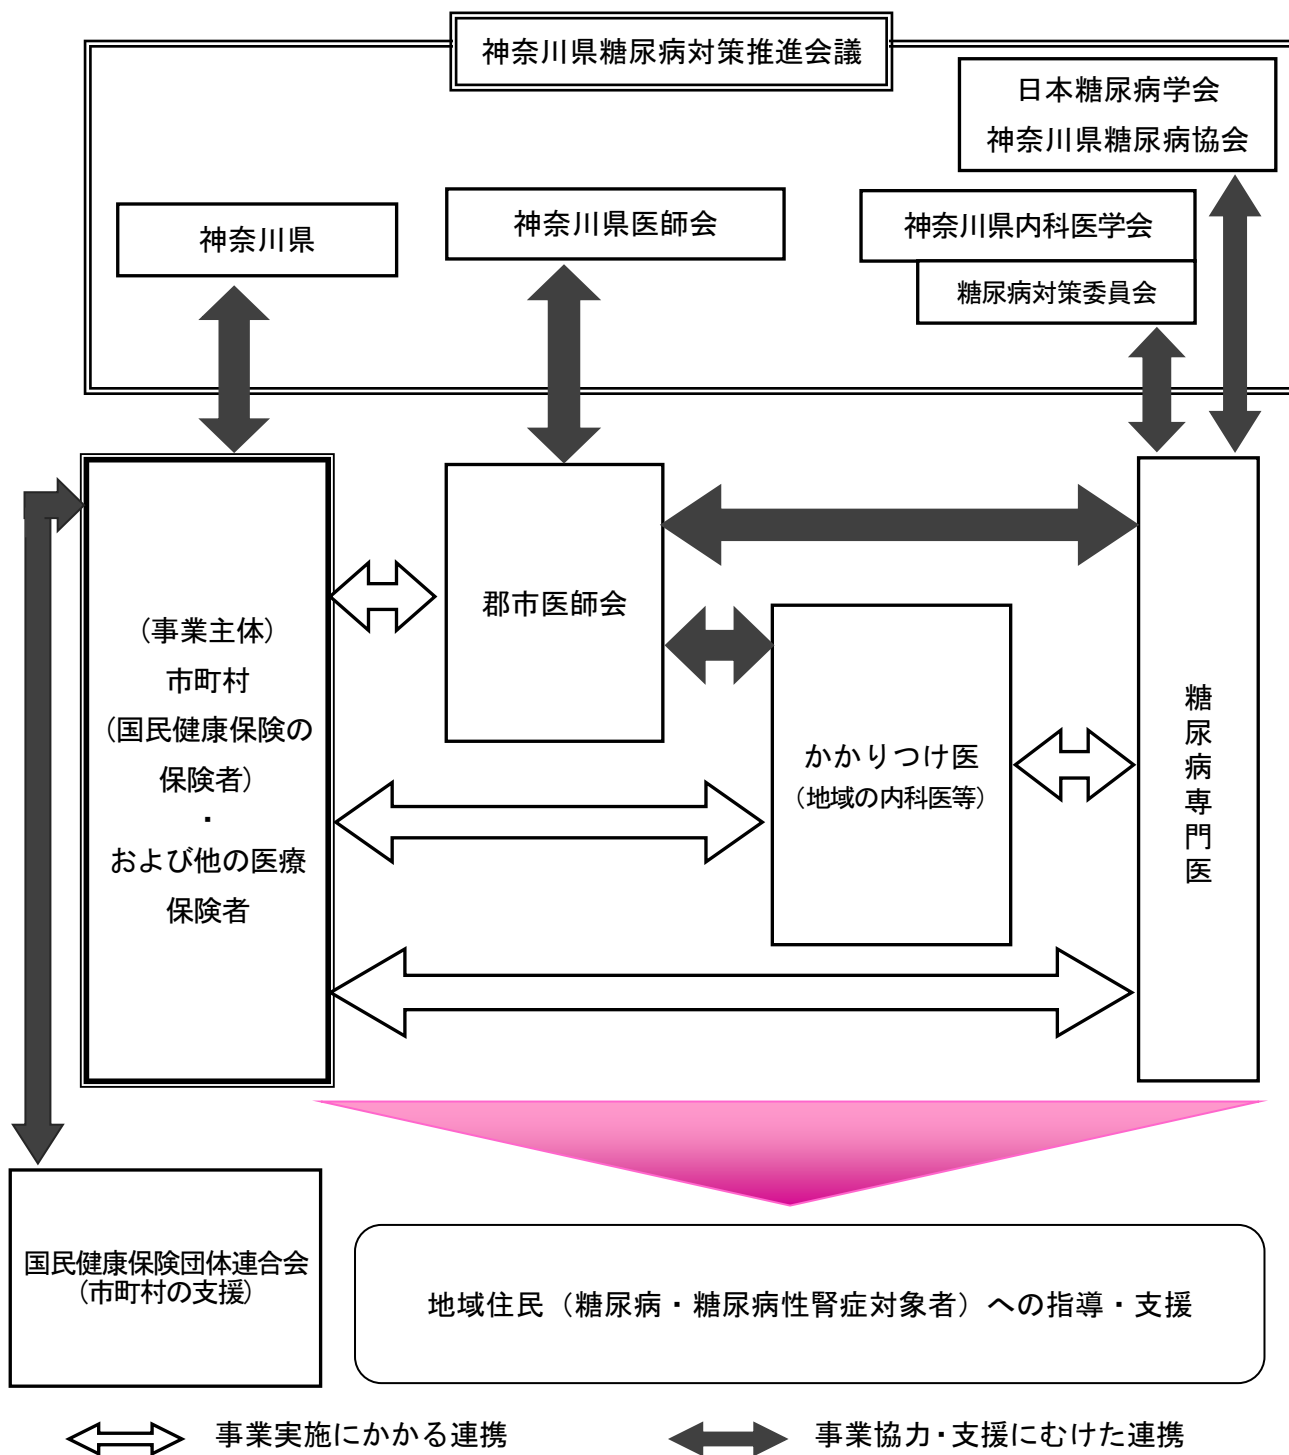 神奈川県糖尿病対策推進会議
日本糖尿病学会
神奈川県糖尿病協会
神奈川県
神奈川県医師会
神奈川県内科医学会
糖尿病対策委員会
(事業主体)
市町村
(国民健康保険の
保険者)
・
および他の医療
保険者
郡市医師会
かかりつけ医
(地域の内科医等)
糖尿病専門医
国民健康保険団体連合会
(市町村の支援)
地域住民（糖尿病・糖尿病性腎症対象者）への指導・支援
事業実施にかかる連携
事業協力・支援にむけた連携